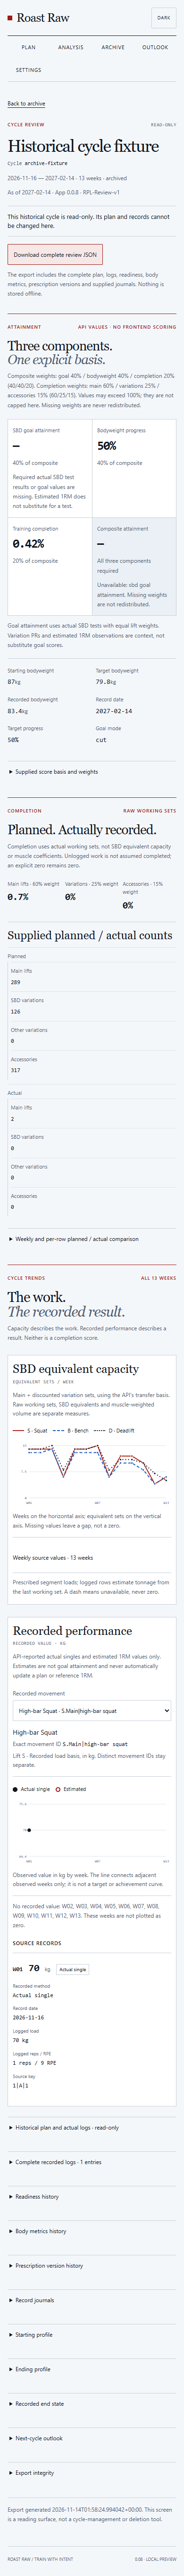 Roast Raw
DARK
PLAN
ANALYSIS
ARCHIVE
OUTLOOK
SETTINGS
Back to archive
CYCLE REVIEW
READ-ONLY
Historical cycle fixture
Cycle archive-fixture
2026-11-16 — 2027-02-14 · 13 weeks · archived
As of 2027-02-14 · App 0.0.8 · RPL-Review-v1
This historical cycle is read-only. Its plan and records cannot
be changed here.
Download complete review JSON
The export includes the complete plan, logs, readiness, body
metrics, prescription versions and supplied journals. Nothing is
stored offline.
ATTAINMENT
API VALUES · NO FRONTEND SCORING
Three components.
One explicit basis.
Composite weights: goal 40% / bodyweight 40% / completion 20%
(40/40/20). Completion weights: main 60% / variations 25% /
accessories 15% (60/25/15). Values may exceed 100%; they are not
capped here. Missing weights are never redistributed.
SBD goal attainment
—
40% of composite
Required actual SBD test
results or goal values are
missing. Estimated 1RM does
not substitute for a test.
Bodyweight progress
50%
40% of composite
Training completion
0.42%
20% of composite
Composite attainment
—
All three components
required
Unavailable: sbd goal
attainment. Missing weights
are not redistributed.
Goal attainment uses actual SBD tests with equal lift weights.
Variation PRs and estimated 1RM observations are context, not
substitute goal scores.
Starting bodyweight
87kg
Target bodyweight
79.8kg
Recorded bodyweight
83.4kg
Record date
2027-02-14
Target progress
50%
Goal mode
cut
Supplied score basis and weights
COMPLETION
RAW WORKING SETS
Planned. Actually recorded.
Completion uses actual working sets, not SBD equivalent capacity
or muscle coefficients. Unlogged work is not assumed completed;
an explicit zero remains zero.
Main lifts · 60% weight
0.7%
Variations · 25% weight
0%
Accessories · 15%
weight
0%
Supplied planned / actual counts
Planned
Main lifts
289
SBD variations
126
Other variations
0
Accessories
317
Actual
Main lifts
2
SBD variations
0
Other variations
0
Accessories
0
Weekly and per-row planned / actual comparison
CYCLE TRENDS
ALL 13 WEEKS
The work.
The recorded result.
Capacity describes the work. Recorded performance describes a
result. Neither is a completion score.
SBD equivalent capacity
EQUIVALENT SETS / WEEK
Main + discounted variation sets, using the API's transfer basis.
Raw working sets, SBD equivalents and muscle-weighted
volume are separate measures.
S · Squat
B · Bench
D · Deadlift
Weeks on the horizontal axis; equivalent sets on the vertical
axis. Missing values leave a gap, not a zero.
Weekly source values · 13 weeks
Prescribed segment loads; logged rows estimate tonnage from
the last working set. A dash means unavailable, never zero.
Recorded performance
RECORDED VALUE · KG
API-reported actual singles and estimated 1RM values only.
Estimates are not goal attainment and never automatically
update a plan or reference 1RM.
Recorded movement
High-bar Squat · S.Main|high-bar squat
High-bar Squat
Exact movement ID S.Main|high-bar squat
Lift S · Recorded load basis, in kg. Distinct movement IDs stay
separate.
Actual single
Estimated
Observed value in kg by week. The line connects adjacent
observed weeks only; it is not a target or achievement curve.
No recorded value: W02, W03, W04, W05, W06, W07, W08,
W09, W10, W11, W12, W13. These weeks are not plotted as
zero.
SOURCE RECORDS
W01 70 kg Actual single
Recorded method
Actual single
Record date
2026-11-16
Logged load
70 kg
Logged reps / RPE
1 reps / 9 RPE
Source key
1|A|1
Historical plan and actual logs · read-only
Complete recorded logs · 1 entries
Readiness history
Body metrics history
Prescription version history
Record journals
Starting profile
Ending profile
Recorded end state
Next-cycle outlook
Export integrity
Export generated 2026-11-14T01:58:24.994042+00:00. This screen
is a reading surface, not a cycle-management or deletion tool.
ROAST RAW / TRAIN WITH INTENT
0.08 · LOCAL PREVIEW